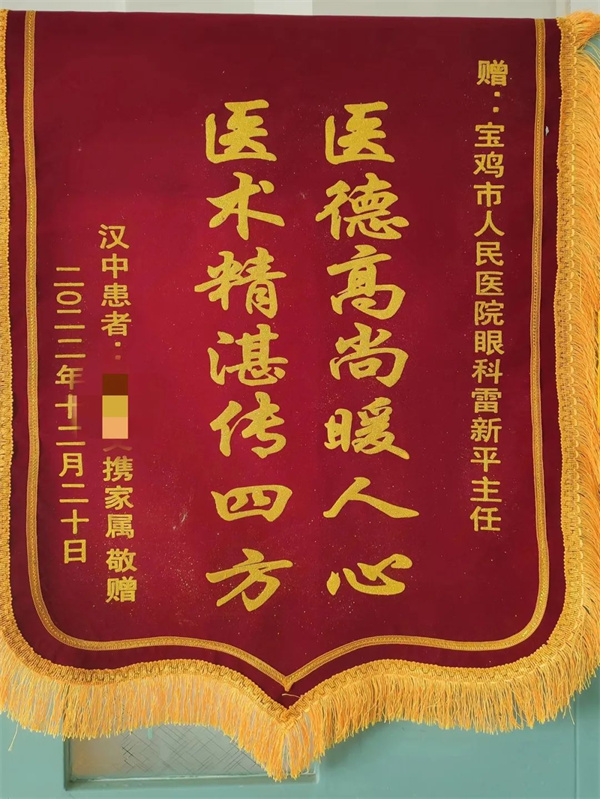 赠：宝鸡市人民医院眼科雷新平主任
医德高尚暖人心
医术精湛传四方
汉中患者：携家属敬赠
二〇二二年十二月二十日